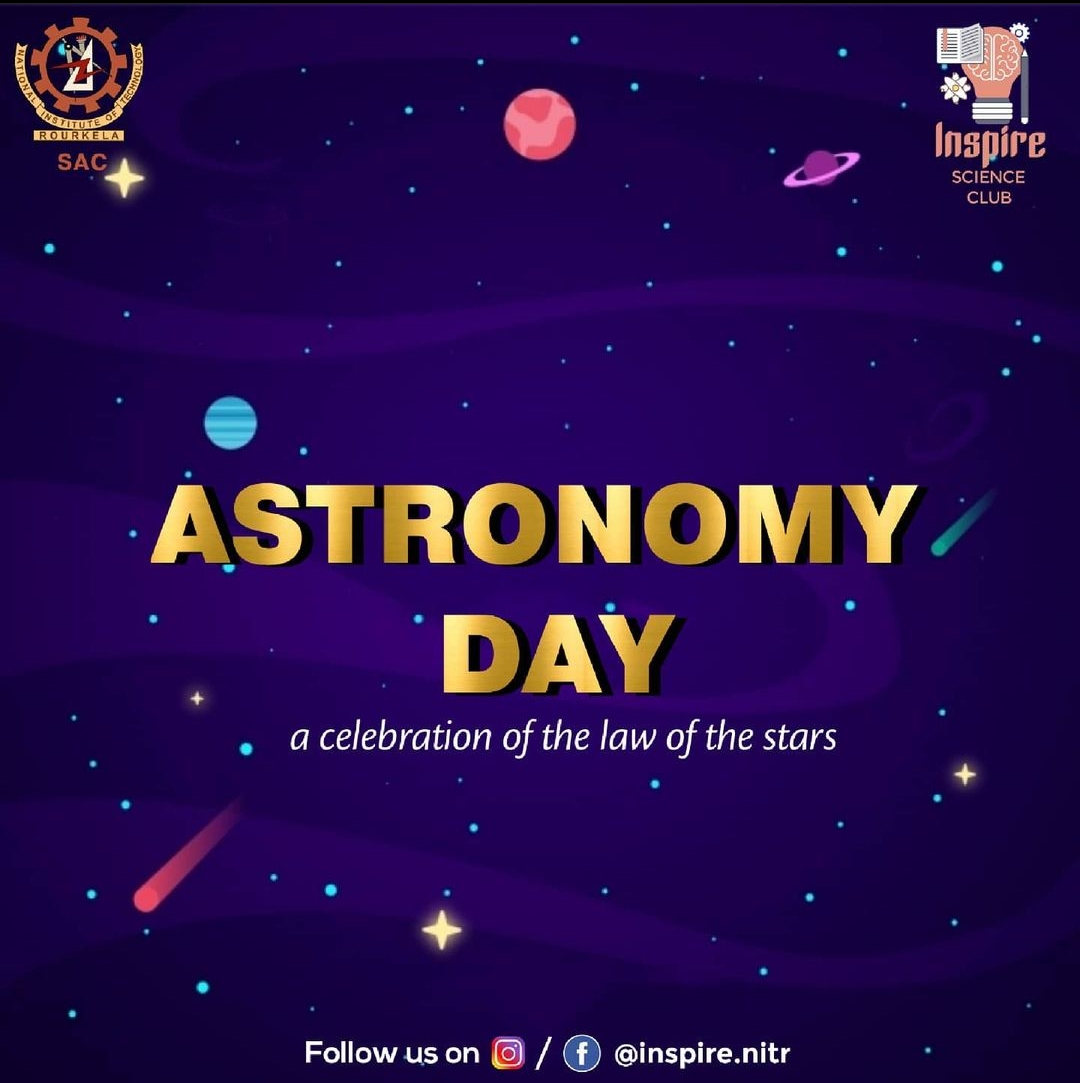 NATIONAL INSTITUTE OF TECHNOLOGY
ROURKELA
SAC
Inspire
SCIENCE
CLUB
ASTRONOMY
DAY
a celebration of the law of the stars
Follow us on / @inspire.nitr